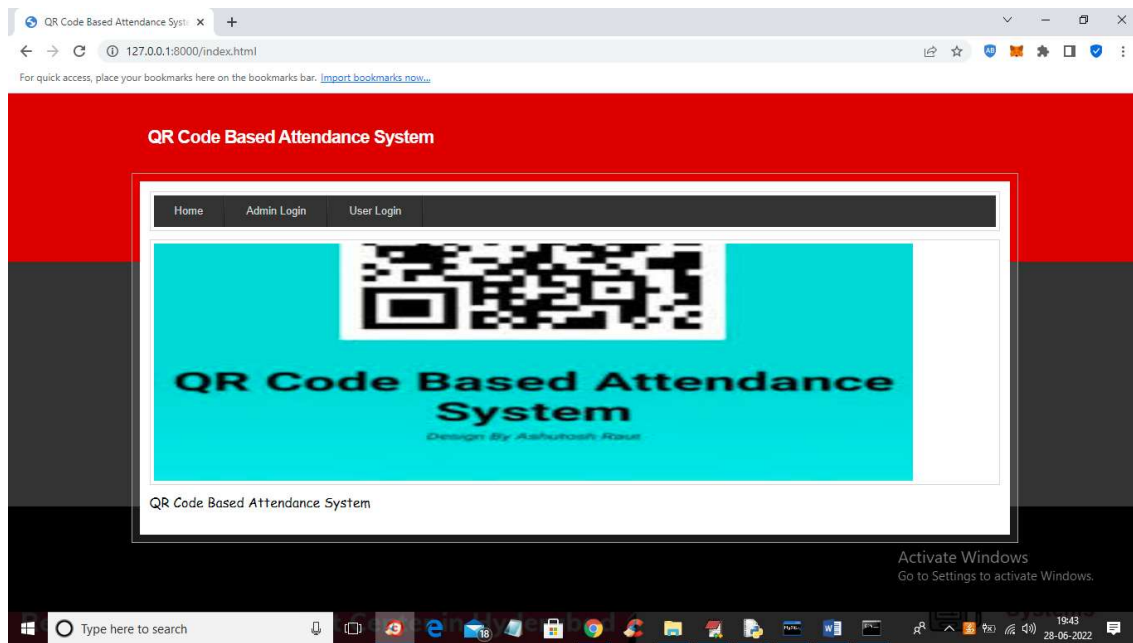 QR Code Based Attendance Syst
127.0.0.1:8000/index.html
For quick access, place your bookmarks here on the bookmarks bar. Import bookmarks now...
QR Code Based Attendance System
Home Admin Login User Login
QR Code Based Attendance
System
Design By Ashutosh Raut
QR Code Based Attendance System
Activate Windows
Go to Settings to activate Windows.
Systems
Type here to search
18
19:43
28-06-2022